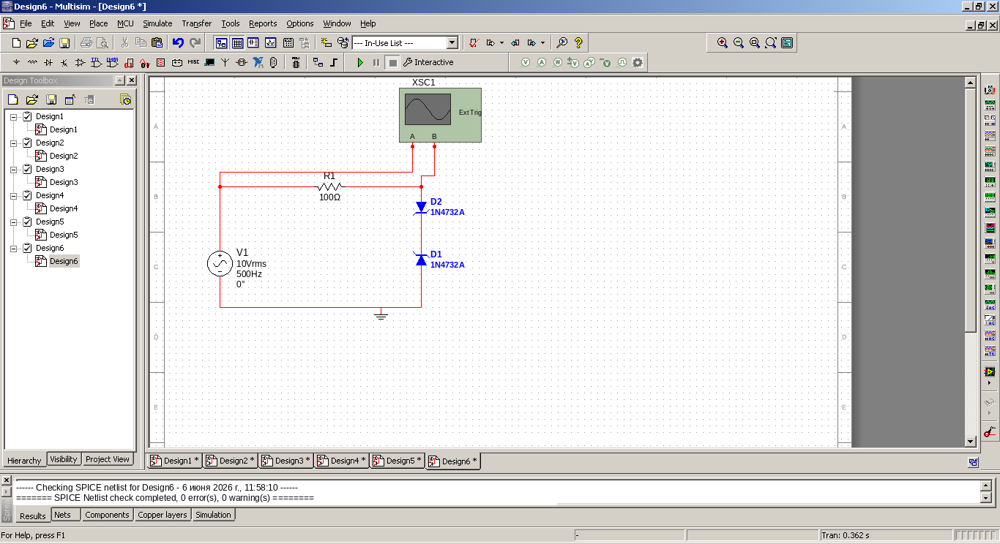 Design6 - Multisim - [Design6 *]
File Edit View Place MCU Simulate Transfer Tools Reports Options Window Help
--- In-Use List ---
MISC Interactive
Design Toolbox
Design1
Design1
Design2
Design2
Design3
Design3
Design4
Design4
Design5
Design5
Design6
Design6
Hierarchy Visibility Project View
XSC1
Ext Trig
A B
A A
B B
C C
D D
E E
R1
100Ω
D2
1N4732A
D1
1N4732A
V1
10Vrms
500Hz
0°
Design1 * Design2 * Design3 * Design4 * Design5 * Design6 *
------ Checking SPICE netlist for Design6 - 6 июня 2026 г., 11:58:10 ------
======= SPICE Netlist check completed, 0 error(s), 0 warning(s) ========
Results Nets Components Copper layers Simulation
For Help, press F1
-
Tran: 0.362 s